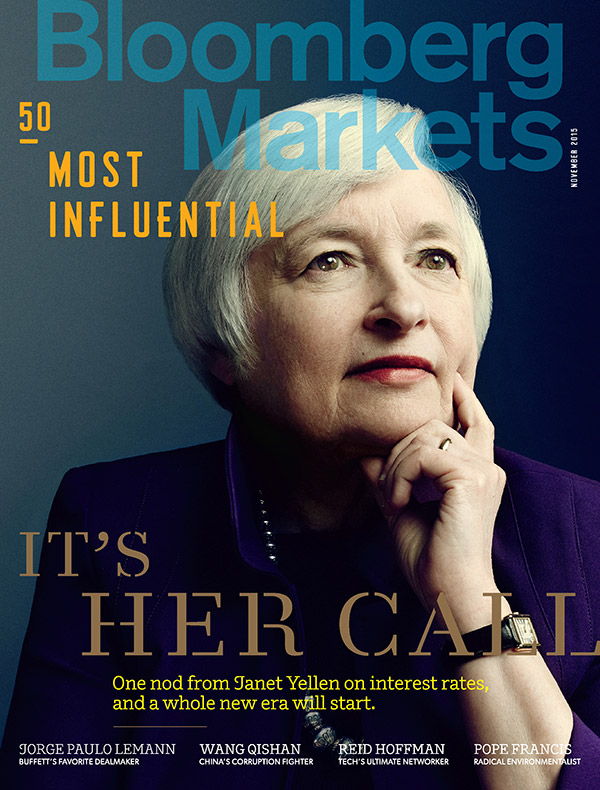 Bloomberg
Markets
NOVEMBER 2015
50
MOST
INFLUENTIAL
IT'S
HER CALL
One nod from Janet Yellen on interest rates,
and a whole new era will start.
JORGE PAULO LEMANN
BUFFETT'S FAVORITE DEALMAKER
WANG QISHAN
CHINA'S CORRUPTION FIGHTER
REID HOFFMAN
TECH'S ULTIMATE NETWORKER
POPE FRANCIS
RADICAL ENVIRONMENTALIST